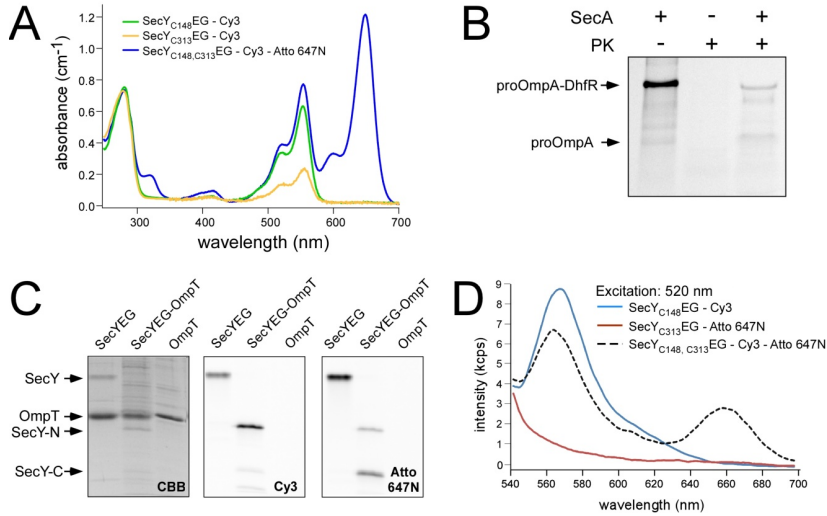 A
absorbance (cm⁻¹)
1.2
1.0
0.8
0.6
0.4
0.2
0.0
300 400 500 600 700
wavelength (nm)
SecY_C148EG - Cy3
SecY_C313EG - Cy3
SecY_C148,C313EG - Cy3 - Atto 647N
B
SecA + - +
PK - + +
proOmpA-DhfR
proOmpA
C
SecYEG SecYEG-OmpT OmpT SecYEG SecYEG-OmpT OmpT SecYEG SecYEG-OmpT OmpT
SecY
OmpT
SecY-N
SecY-C
CBB
Cy3
Atto
647N
D
intensity (kcps)
9
8
7
6
5
4
3
2
1
0
540 560 580 600 620 640 660 680 700
wavelength (nm)
Excitation: 520 nm
SecY_C148EG - Cy3
SecY_C313EG - Atto 647N
SecY_C148, C313EG - Cy3 - Atto 647N